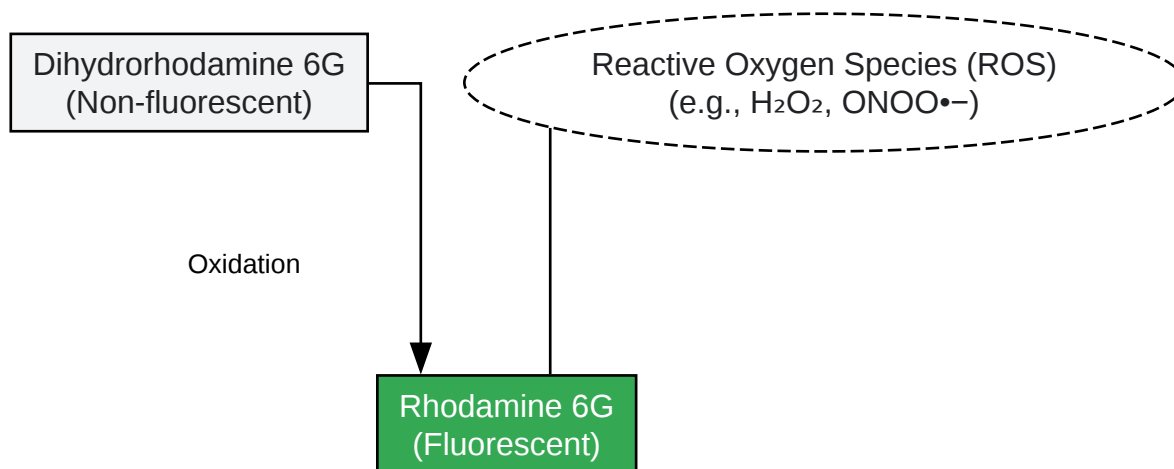 Dihydrorhodamine 6G
(Non-fluorescent)
Reactive Oxygen Species (ROS)
(e.g., H₂O₂, ONOO•−)
Oxidation
Rhodamine 6G
(Fluorescent)